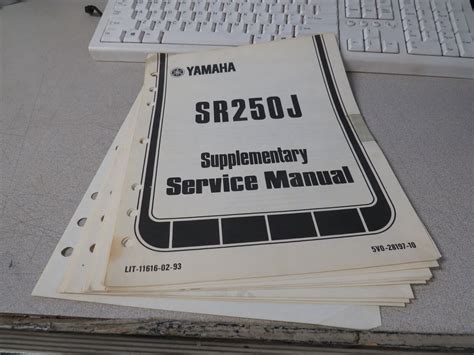 YAMAHA
SR250J
Supplementary
Service Manual
LIT-11616-02-93
5V0-28197-10